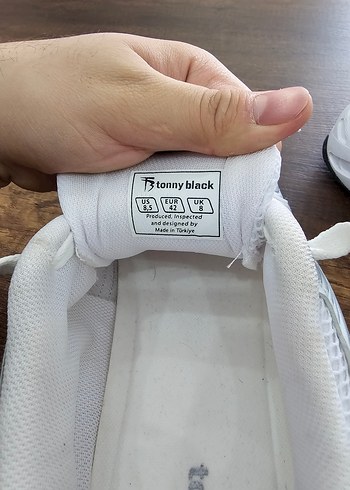 tonny black
US EUR UK
8,5 42 8
Produced, Inspected
and designed by
Made in Türkiye